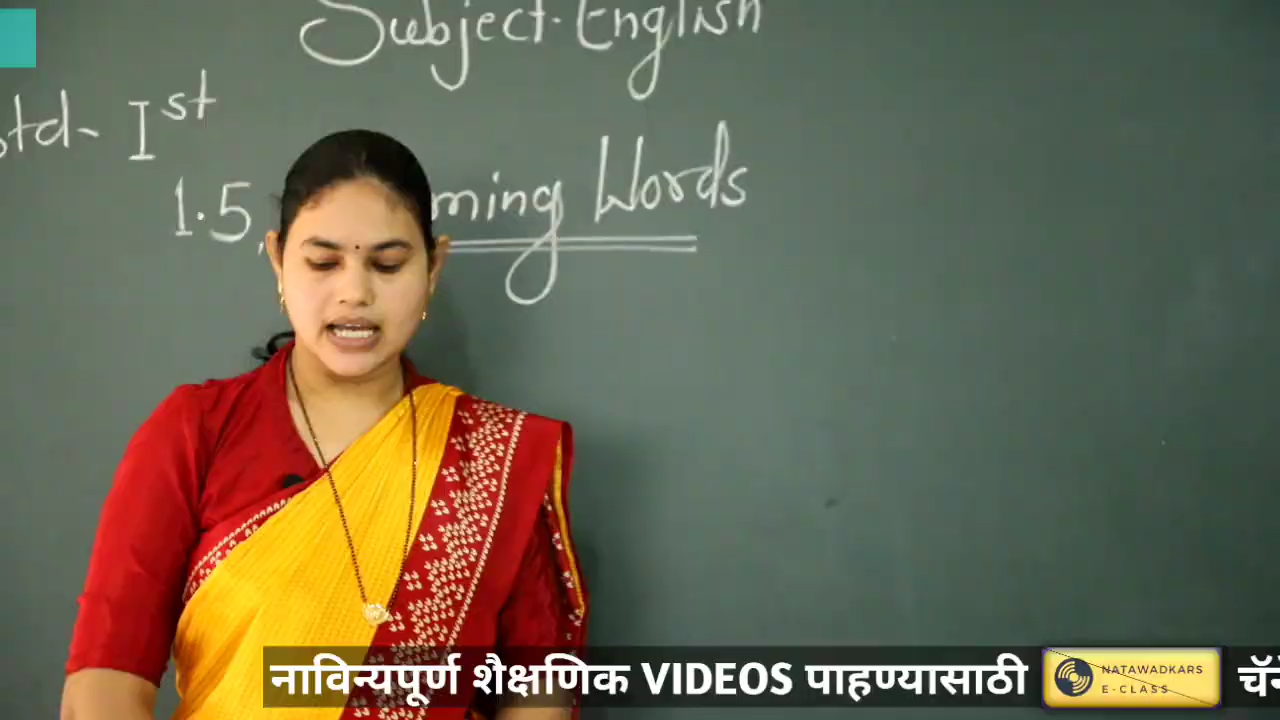 Subject-English
Std- Ist
1.5, ming Words
नाविन्यपूर्ण शैक्षणिक VIDEOS पाहण्यासाठी
NATAWADKARS
E-CLASS